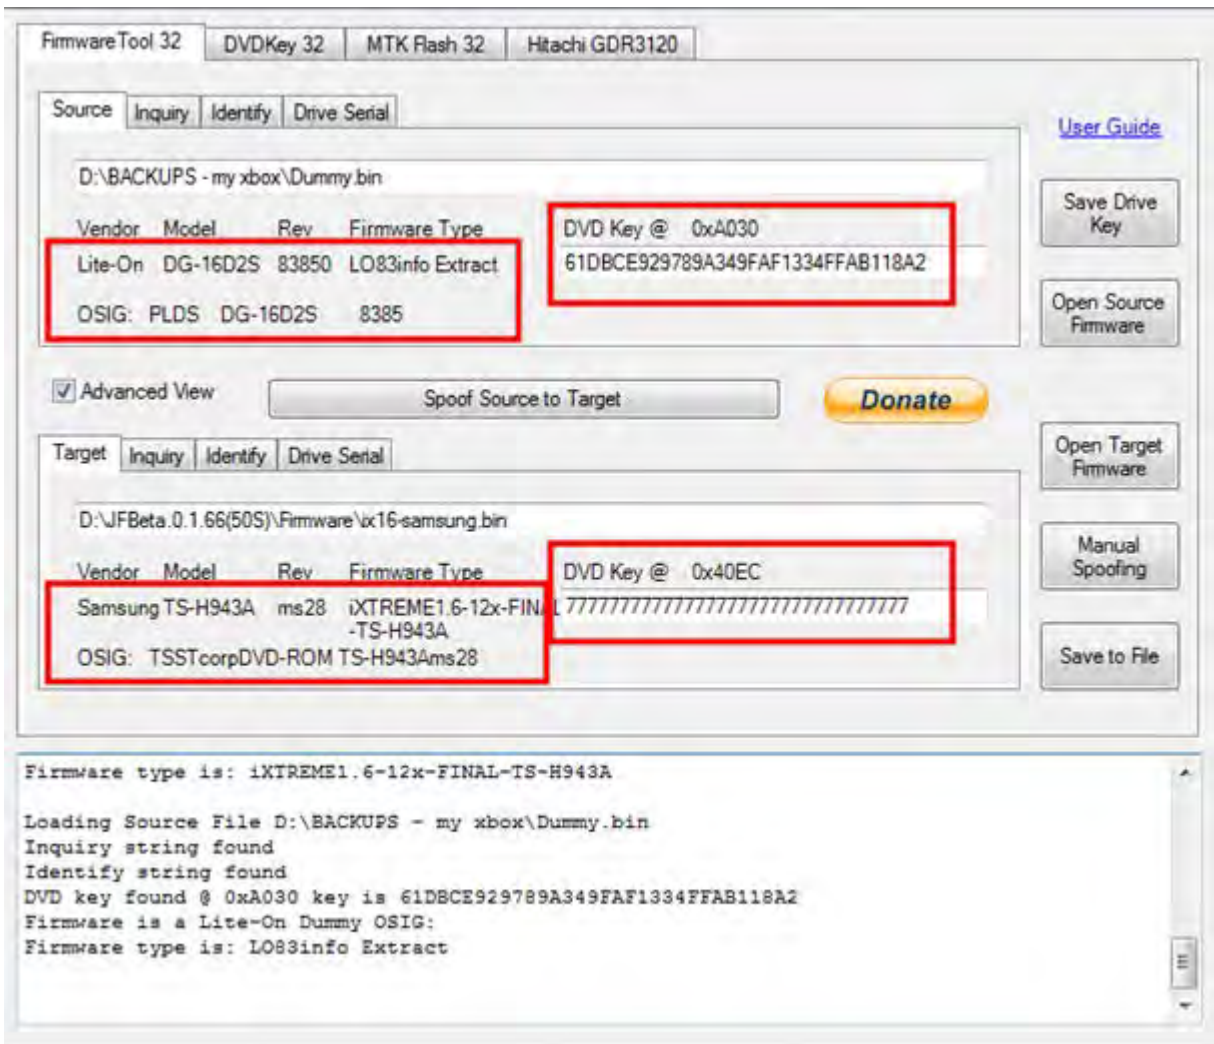 FirmwareTool 32 DVDKey 32 MTK Flash 32 Hitachi GDR3120
Source Inquiry Identify Drive Serial
User Guide
D:\BACKUPS - my xbox\Dummy.bin
Save Drive
Key
Vendor Model Rev Firmware Type DVD Key @ 0xA030
Lite-On DG-16D2S 83850 LO83info Extract 61DBCE929789A349FAF1334FFAB118A2
OSIG: PLDS DG-16D2S 8385
Open Source
Firmware
Advanced View Spoof Source to Target Donate
Target Inquiry Identify Drive Serial
Open Target
Firmware
D:\JFBeta.0.1.66(50S)\Firmware\ix16-samsung.bin
Manual
Spoofing
Vendor Model Rev Firmware Type DVD Key @ 0x40EC
Samsung TS-H943A ms28 iXTREME1.6-12x-FINAL 77777777777777777777777777777777
-TS-H943A
OSIG: TSSTcorpDVD-ROM TS-H943Ams28
Save to File
Firmware type is: iXTREME1.6-12x-FINAL-TS-H943A
Loading Source File D:\BACKUPS - my xbox\Dummy.bin
Inquiry string found
Identify string found
DVD key found @ 0xA030 key is 61DBCE929789A349FAF1334FFAB118A2
Firmware is a Lite-On Dummy OSIG:
Firmware type is: LO83info Extract